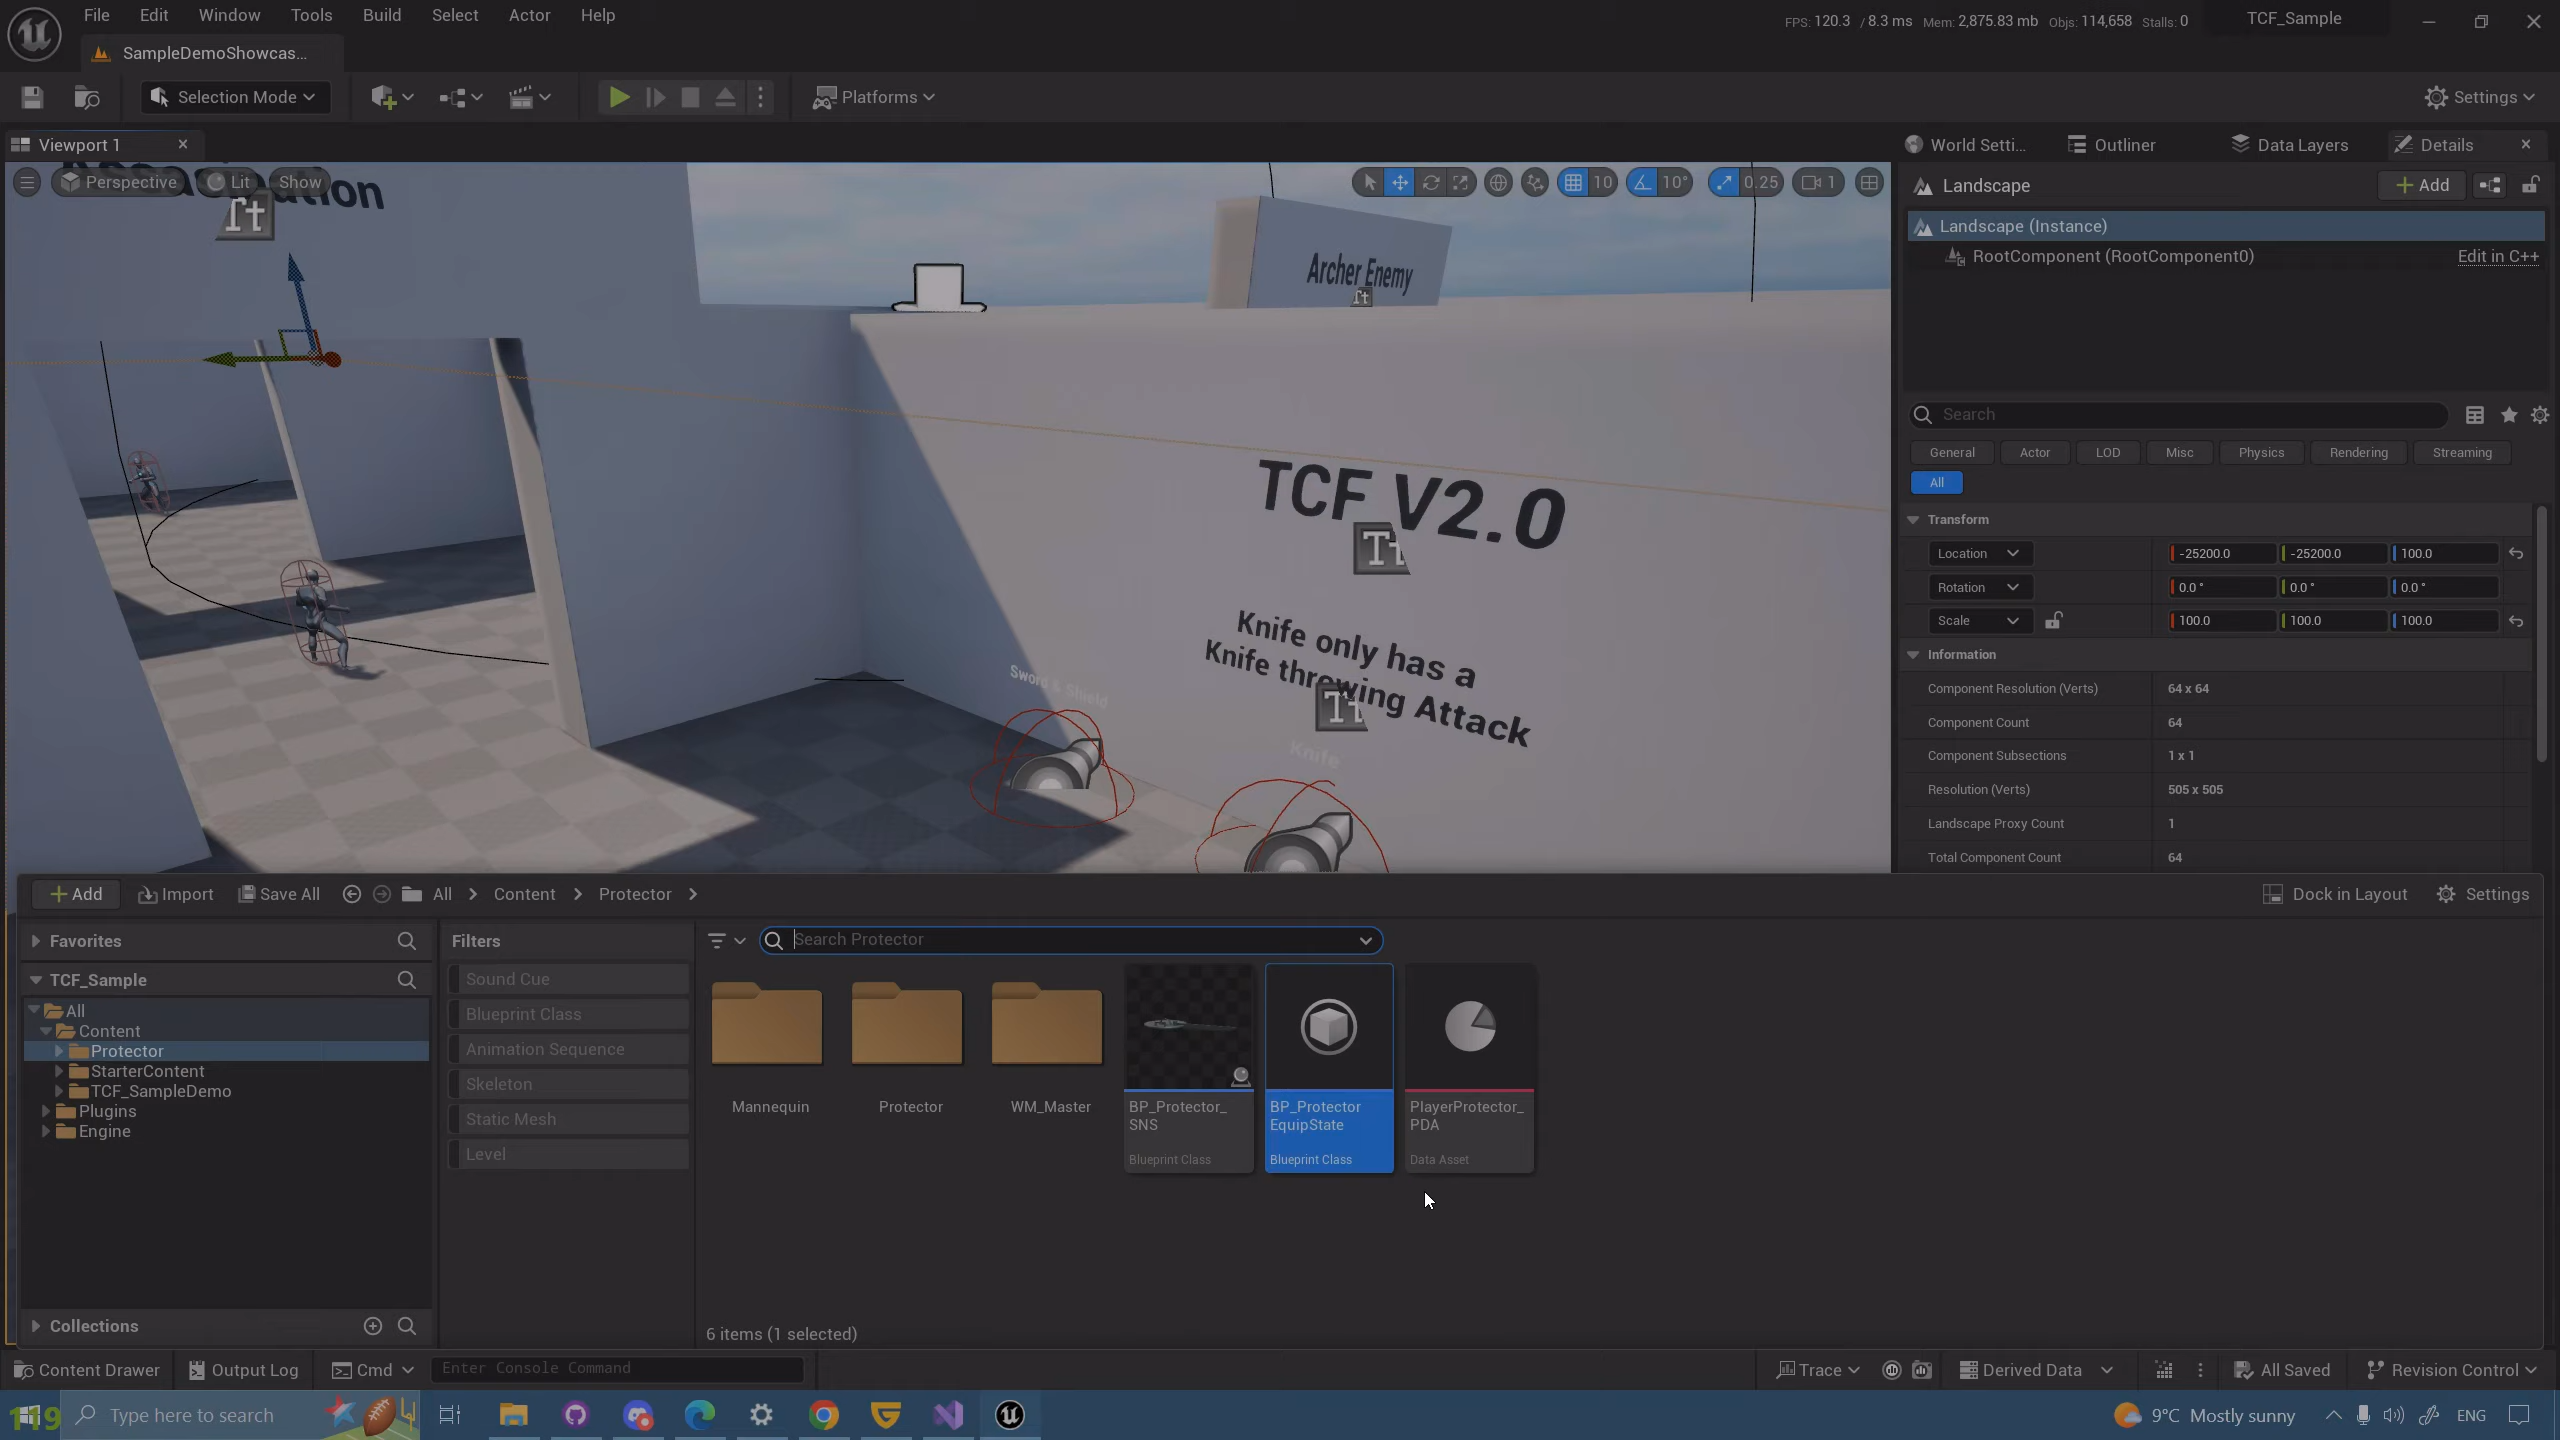 File
Edit
Window
Tools
Build
Select
Actor
Help
FPS: 120.3 / 8.3 ms Mem: 2,875.83 mb Objs: 114,658 Stalls: 0
TCF_Sample
SampleDemoShowcas...
Selection Mode
Platforms
Settings
Viewport 1
Perspective
Lit
Show
10
10°
0.25
1
Archer Enemy
TCF V2.0
Knife only has a
Knife throwing Attack
Sword & Shield
Knife
World Setti...
Outliner
Data Layers
Details
Landscape
Add
Landscape (Instance)
RootComponent (RootComponent0)
Edit in C++
Search
General
Actor
LOD
Misc
Physics
Rendering
Streaming
All
Transform
Location
-25200.0
-25200.0
100.0
Rotation
0.0 °
0.0 °
0.0 °
Scale
100.0
100.0
100.0
Information
Component Resolution (Verts)
64 x 64
Component Count
64
Component Subsections
1 x 1
Resolution (Verts)
505 x 505
Landscape Proxy Count
1
Total Component Count
64
Add
Import
Save All
All
Content
Protector
Dock in Layout
Settings
Favorites
TCF_Sample
All
Content
Protector
StarterContent
TCF_SampleDemo
Plugins
Engine
Collections
Filters
Sound Cue
Blueprint Class
Animation Sequence
Skeleton
Static Mesh
Level
Search Protector
Mannequin
Protector
WM_Master
BP_Protector_
SNS
Blueprint Class
BP_Protector
EquipState
Blueprint Class
PlayerProtector_
PDA
Data Asset
6 items (1 selected)
Content Drawer
Output Log
Cmd
Enter Console Command
Trace
Derived Data
All Saved
Revision Control
119
Type here to search
9°C Mostly sunny
ENG